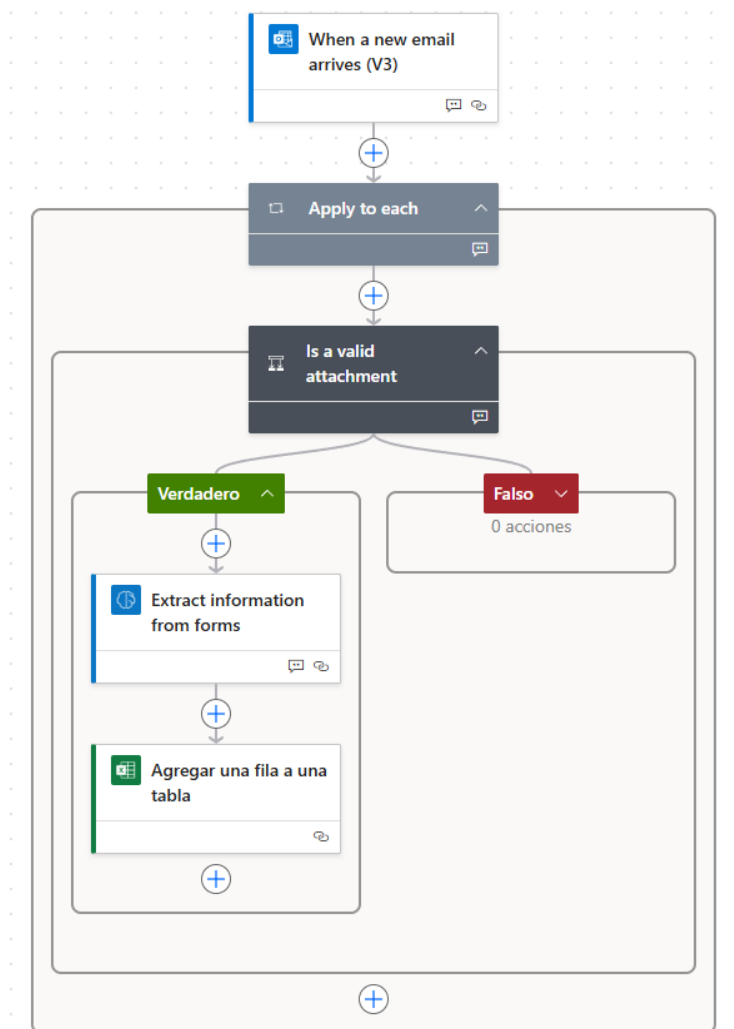 When a new email
arrives (V3)
Apply to each
Is a valid
attachment
Verdadero
Falso
0 acciones
Extract information
from forms
Agregar una fila a una
tabla